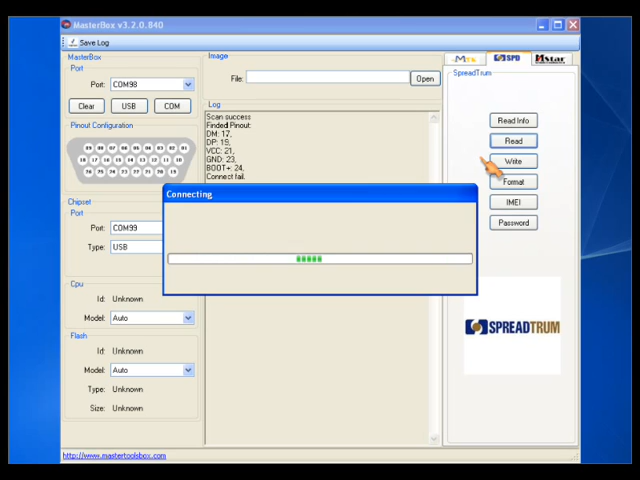 MasterBox v3.2.0.840
Save Log
MasterBox
Port
Port: COM98
Clear USB COM
Pinout Configuration
Chipset
Port
Port: COM99
Type: USB
Cpu
Id: Unknown
Model: Auto
Flash
Id: Unknown
Model: Auto
Type: Unknown
Size: Unknown
Image
File: Open
Log
Scan success
Finded Pinout:
DM: 17,
DP: 19,
VCC: 21,
GND: 23,
BOOT+: 24,
Connect fail.
Connecting
MTK SPD MStar
SpreadTrum
Read Info
Read
Write
Format
IMEI
Password
SPREADTRUM
http://www.mastertoolsbox.com